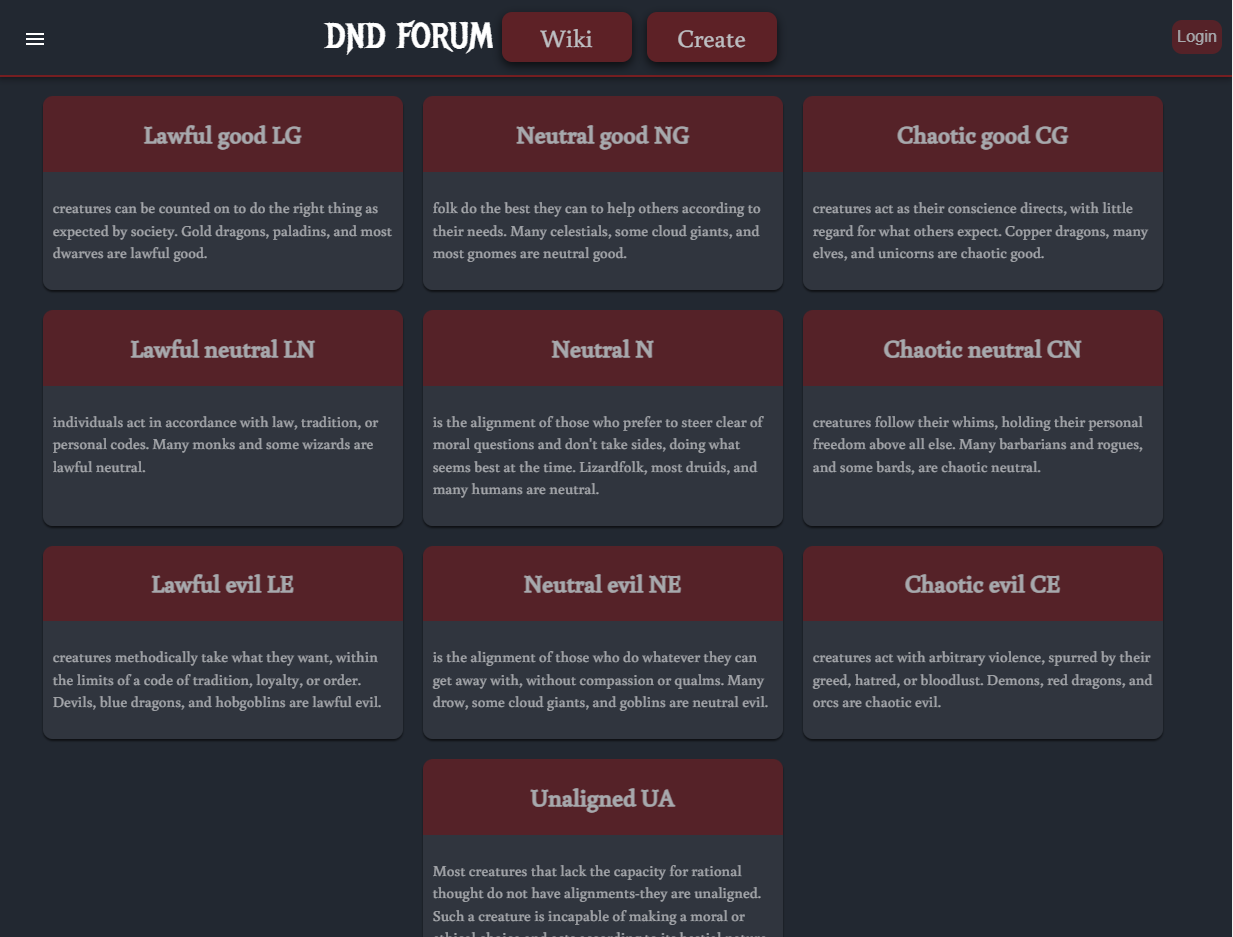 DND FORUM
Wiki
Create
Login
Lawful good LG
creatures can be counted on to do the right thing as
expected by society. Gold dragons, paladins, and most
dwarves are lawful good.
Neutral good NG
folk do the best they can to help others according to
their needs. Many celestials, some cloud giants, and
most gnomes are neutral good.
Chaotic good CG
creatures act as their conscience directs, with little
regard for what others expect. Copper dragons, many
elves, and unicorns are chaotic good.
Lawful neutral LN
individuals act in accordance with law, tradition, or
personal codes. Many monks and some wizards are
lawful neutral.
Neutral N
is the alignment of those who prefer to steer clear of
moral questions and don't take sides, doing what
seems best at the time. Lizardfolk, most druids, and
many humans are neutral.
Chaotic neutral CN
creatures follow their whims, holding their personal
freedom above all else. Many barbarians and rogues,
and some bards, are chaotic neutral.
Lawful evil LE
creatures methodically take what they want, within
the limits of a code of tradition, loyalty, or order.
Devils, blue dragons, and hobgoblins are lawful evil.
Neutral evil NE
is the alignment of those who do whatever they can
get away with, without compassion or qualms. Many
drow, some cloud giants, and goblins are neutral evil.
Chaotic evil CE
creatures act with arbitrary violence, spurred by their
greed, hatred, or bloodlust. Demons, red dragons, and
orcs are chaotic evil.
Unaligned UA
Most creatures that lack the capacity for rational
thought do not have alignments-they are unaligned.
Such a creature is incapable of making a moral or